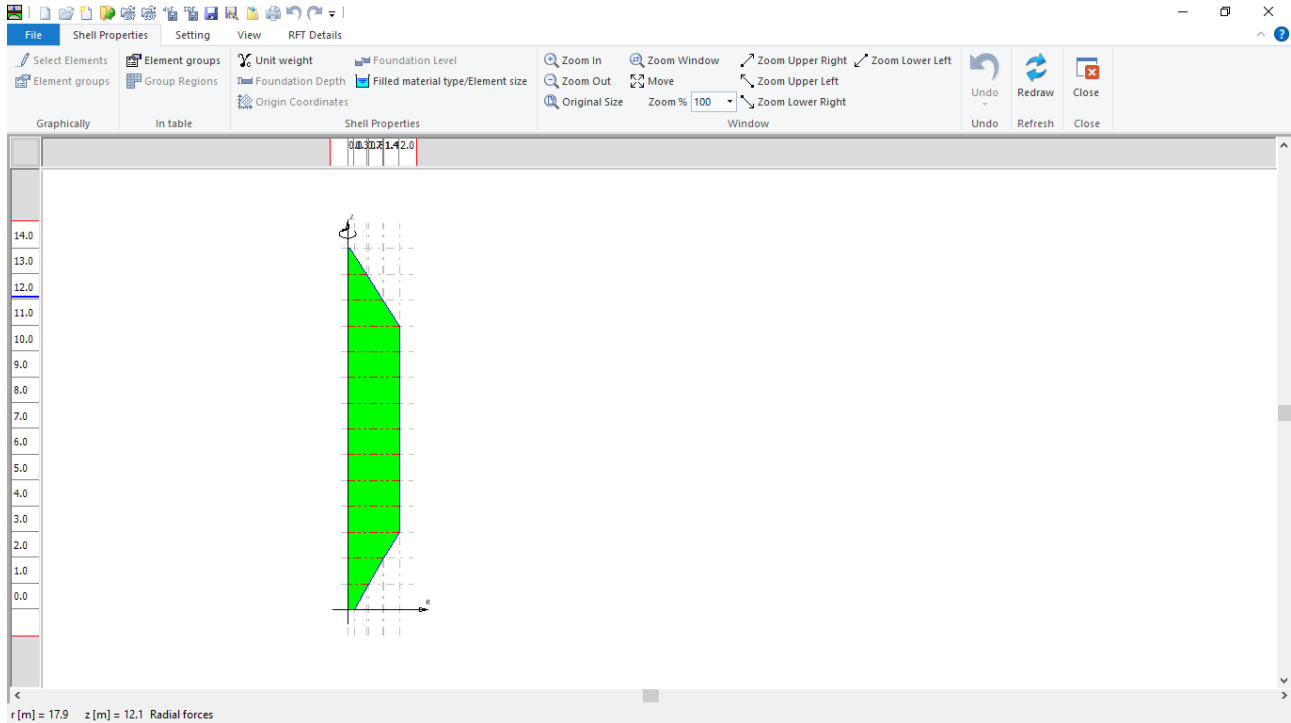 File Shell Properties Setting View RFT Details
Select Elements Element groups Unit weight Foundation Level Zoom In Zoom Window Zoom Upper Right Zoom Lower Left
Element groups Group Regions Foundation Depth Filled material type/Element size Zoom Out Move Zoom Upper Left Undo Redraw Close
Origin Coordinates Original Size Zoom % 100 Zoom Lower Right
Graphically In table Shell Properties Window Undo Refresh Close
2.0
Z
14.0
13.0
12.0
11.0
10.0
9.0
8.0
7.0
6.0
5.0
4.0
3.0
2.0
1.0
0.0
R
r [m] = 17.9 z [m] = 12.1 Radial forces